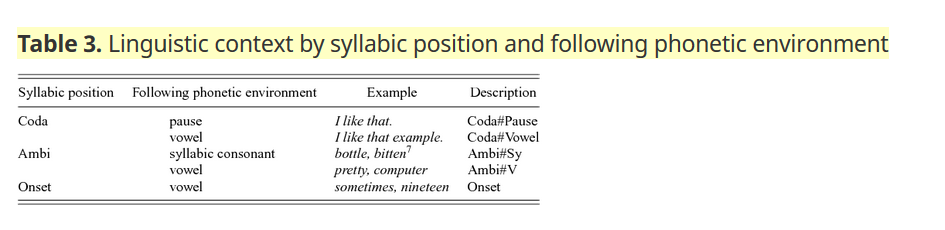 Table 3. Linguistic context by syllabic position and following phonetic environment
Syllabic position Following phonetic environment Example Description
Coda pause I like that. Coda#Pause
vowel I like that example. Coda#Vowel
Ambi syllabic consonant bottle, bitten7 Ambi#Sy
vowel pretty, computer Ambi#V
Onset vowel sometimes, nineteen Onset